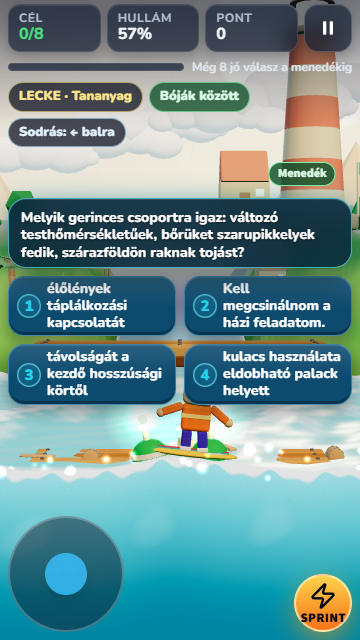 CÉL
0/8
HULLÁM
57%
PONT
0
Még 8 jó válasz a menedékig
LECKE · Tananyag
Bóják között
Sodrás: ← balra
Menedék
Melyik gerinces csoportra igaz: változó
testhőmérsékletűek, bőrüket szarupikkelyek
fedik, szárazföldön raknak tojást?
1
élőlények
táplálkozási
kapcsolatát
2
Kell
megcsinálnom a
házi feladatom.
3
távolságát a
kezdő hosszúsági
körtől
4
kulacs használata
eldobható palack
helyett
SPRINT